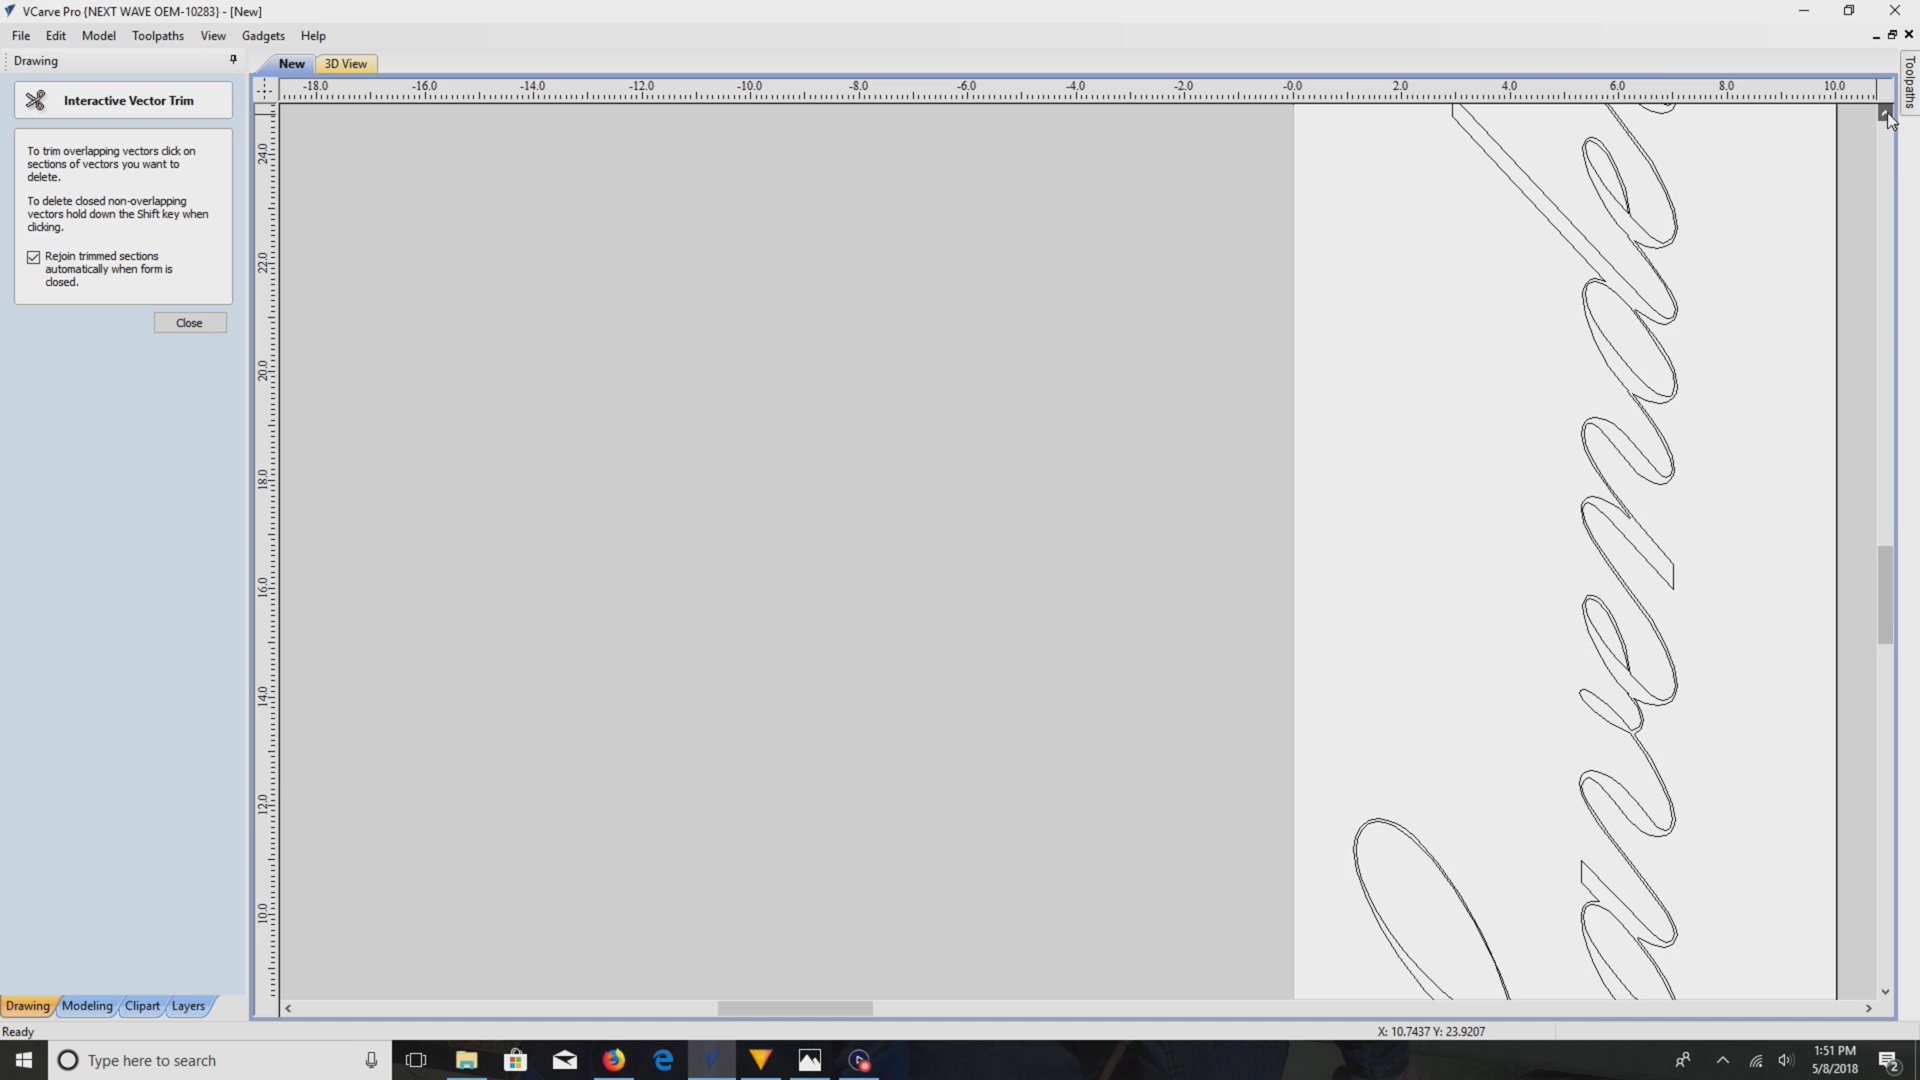 VCarve Pro {NEXT WAVE OEM-10283} - [New]
File Edit Model Toolpaths View Gadgets Help
Drawing
New 3D View
Toolpaths
Interactive Vector Trim
-18.0 -16.0 -14.0 -12.0 -10.0 -8.0 -6.0 -4.0 -2.0 -0.0 2.0 4.0 6.0 8.0 10.0
To trim overlapping vectors click on
sections of vectors you want to
delete.
To delete closed non-overlapping
vectors hold down the Shift key when
clicking.
Rejoin trimmed sections
automatically when form is
closed.
Close
24.0
22.0
20.0
18.0
16.0
14.0
12.0
10.0
Drawing Modeling Clipart Layers
Ready
X: 10.7437 Y: 23.9207
Type here to search
1:51 PM
5/8/2018
2